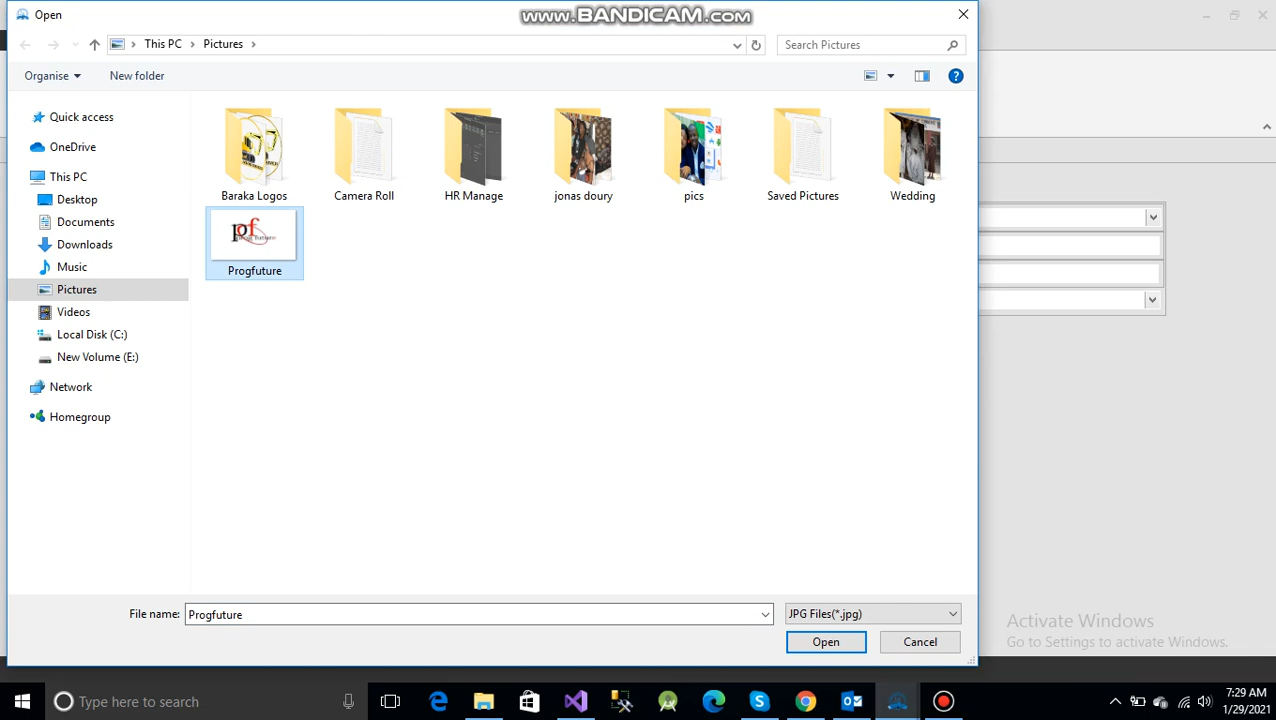 Open
www.BANDICAM.com
This PC
Pictures
Search Pictures
Organise
New folder
Quick access
OneDrive
This PC
Desktop
Documents
Downloads
Music
Pictures
Videos
Local Disk (C:)
New Volume (E:)
Network
Homegroup
Baraka Logos
Camera Roll
HR Manage
jonas doury
pics
Saved Pictures
Wedding
pf
Progfuture
File name:
Progfuture
JPG Files(*.jpg)
Open
Cancel
Activate Windows
Go to Settings to activate Windows.
Type here to search
7:29 AM
1/29/2021